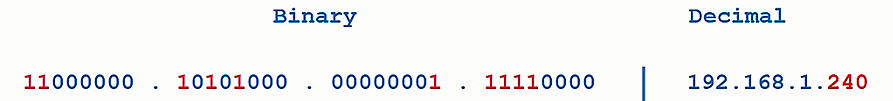 Binary Decimal
11000000 . 10101000 . 00000001 . 11110000 | 192.168.1.240